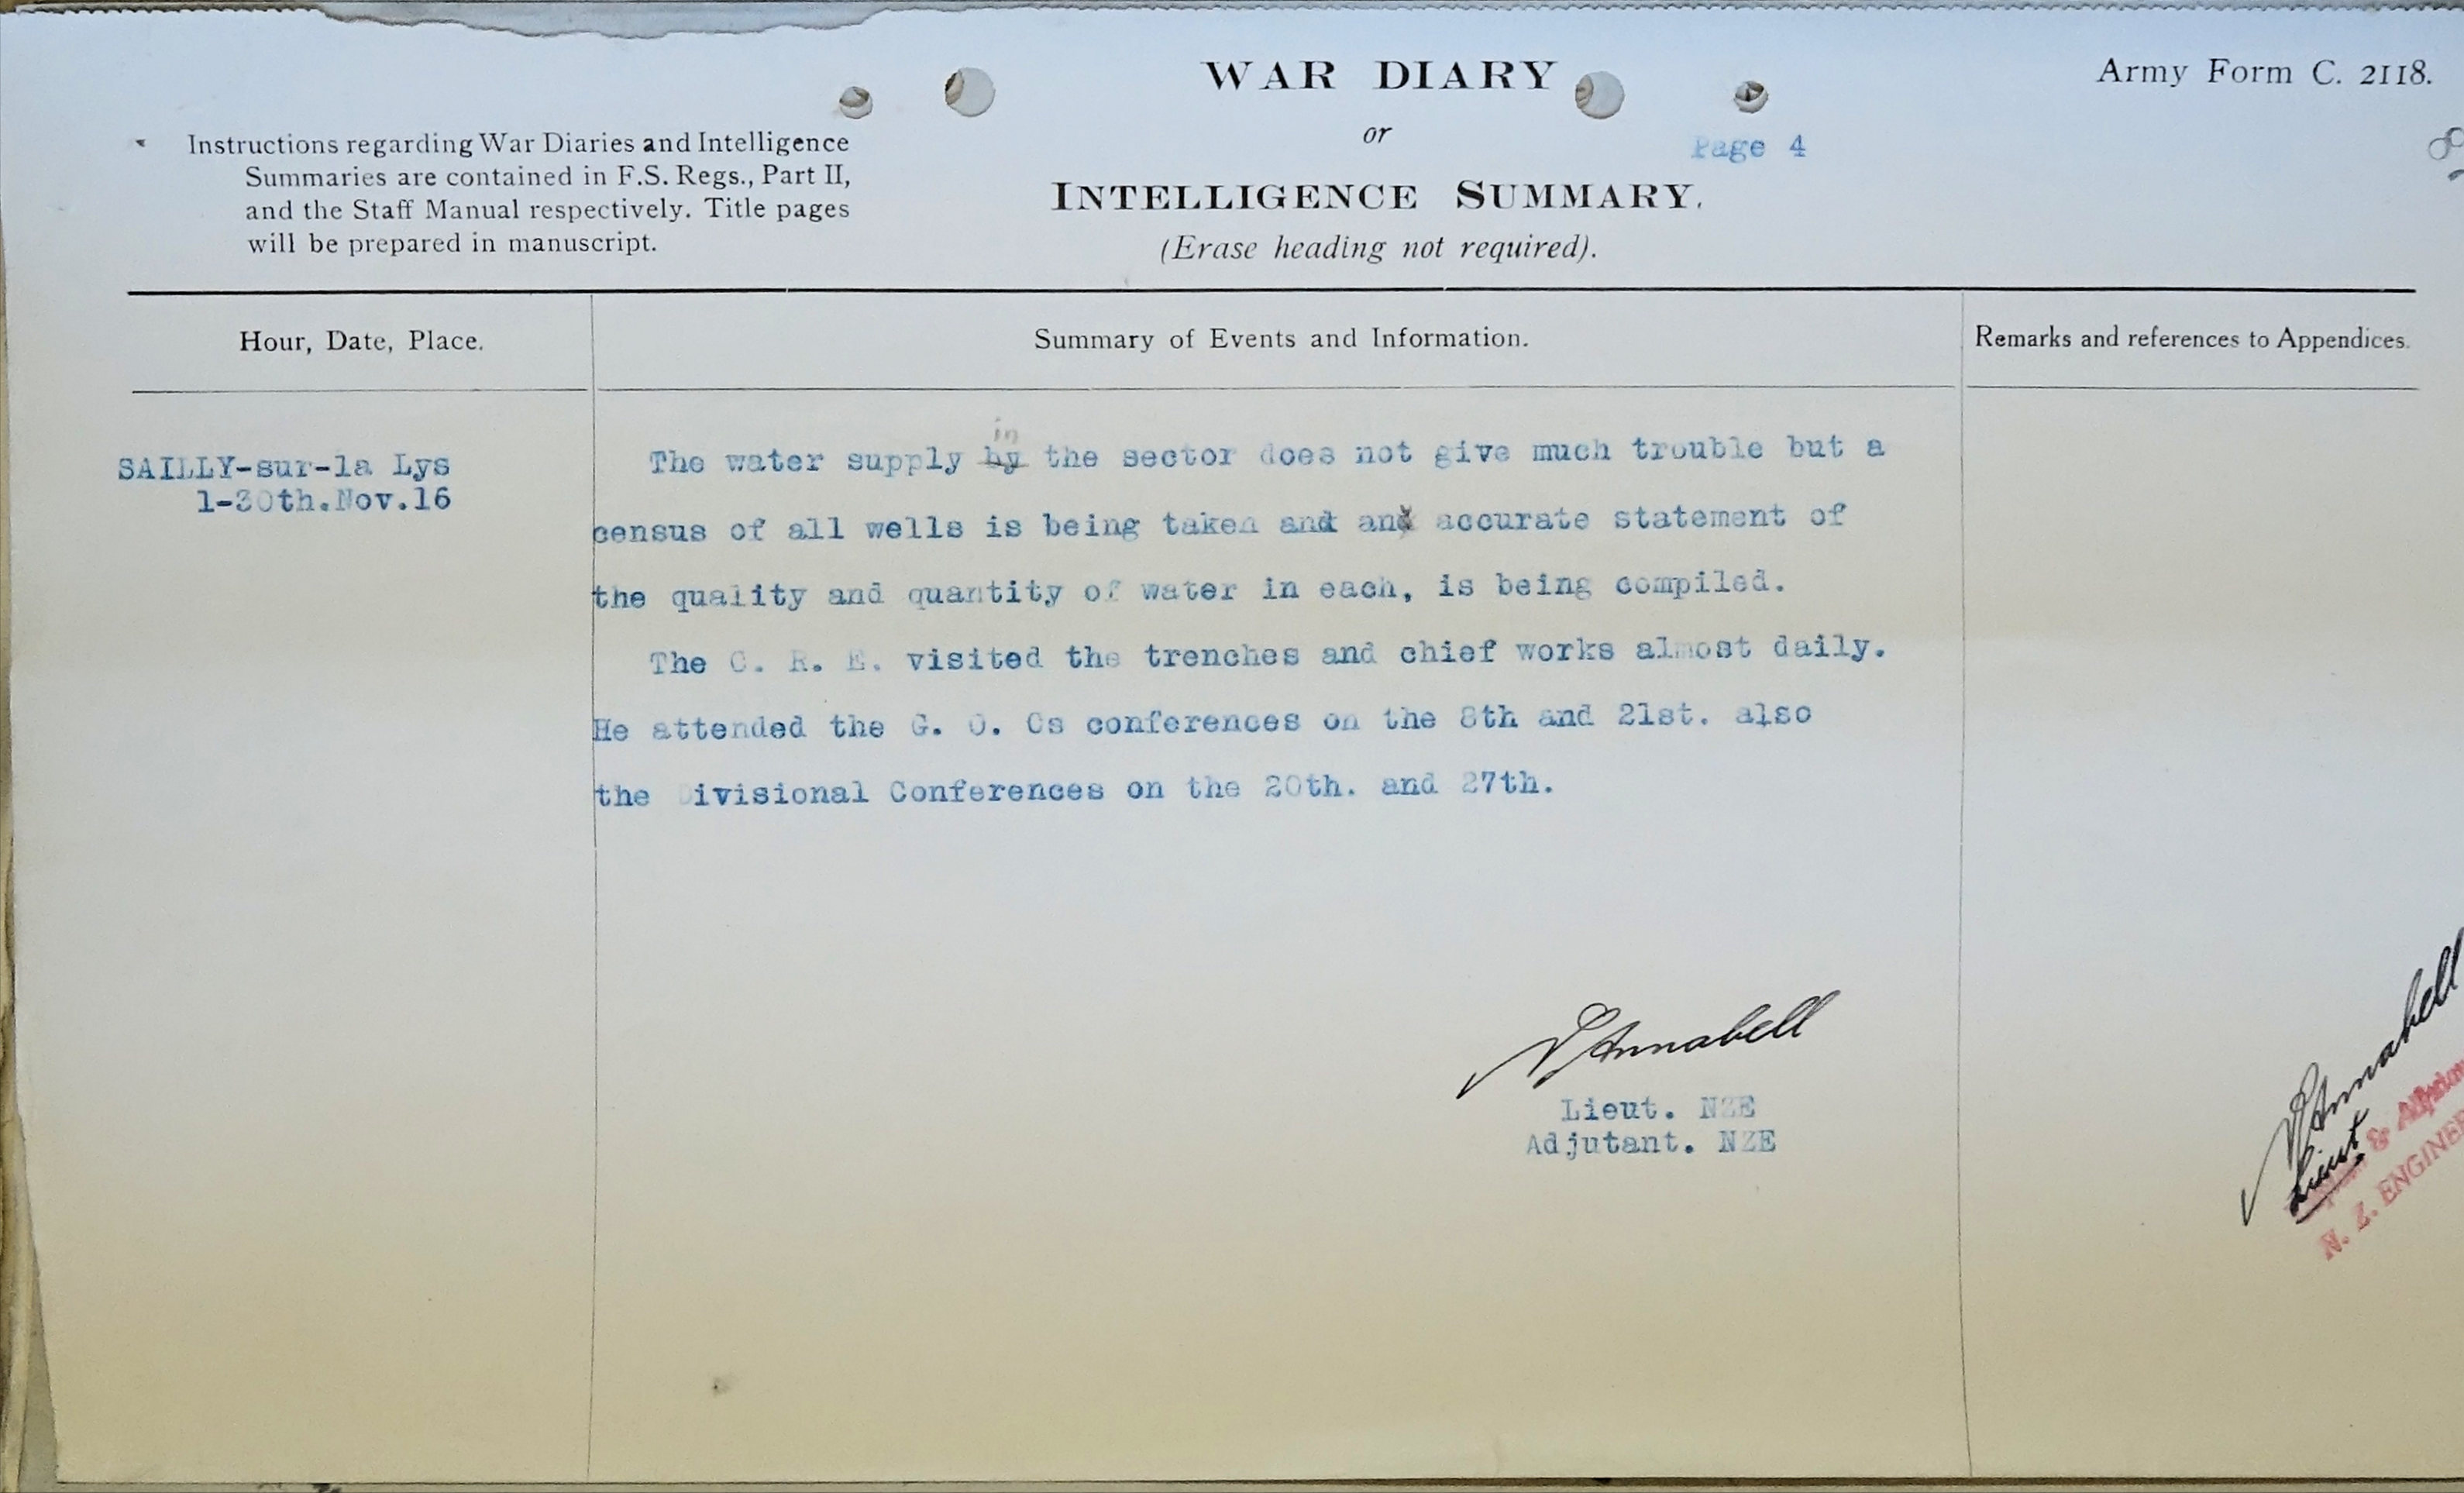 WAR DIARY
or
INTELLIGENCE SUMMARY.
(Erase heading not required).
Army Form C. 2118.
Page 4
Instructions regarding War Diaries and Intelligence
Summaries are contained in F.S. Regs., Part II,
and the Staff Manual respectively. Title pages
will be prepared in manuscript.
Hour, Date, Place.
Summary of Events and Information.
Remarks and references to Appendices.
SAILLY-sur-la Lys
1-30th.Nov.16
in
The water supply by the sector does not give much trouble but a
census of all wells is being taken and and accurate statement of
the quality and quantity of water in each, is being compiled.
The C. R. E. visited the trenches and chief works almost daily.
He attended the G. O. Cs conferences on the 8th and 21st. also
the Divisional Conferences on the 20th. and 27th.
Annabell
Lieut. NZE
Adjutant. NZE
Annabell
Lieut
&
N. Z. ENGINEE